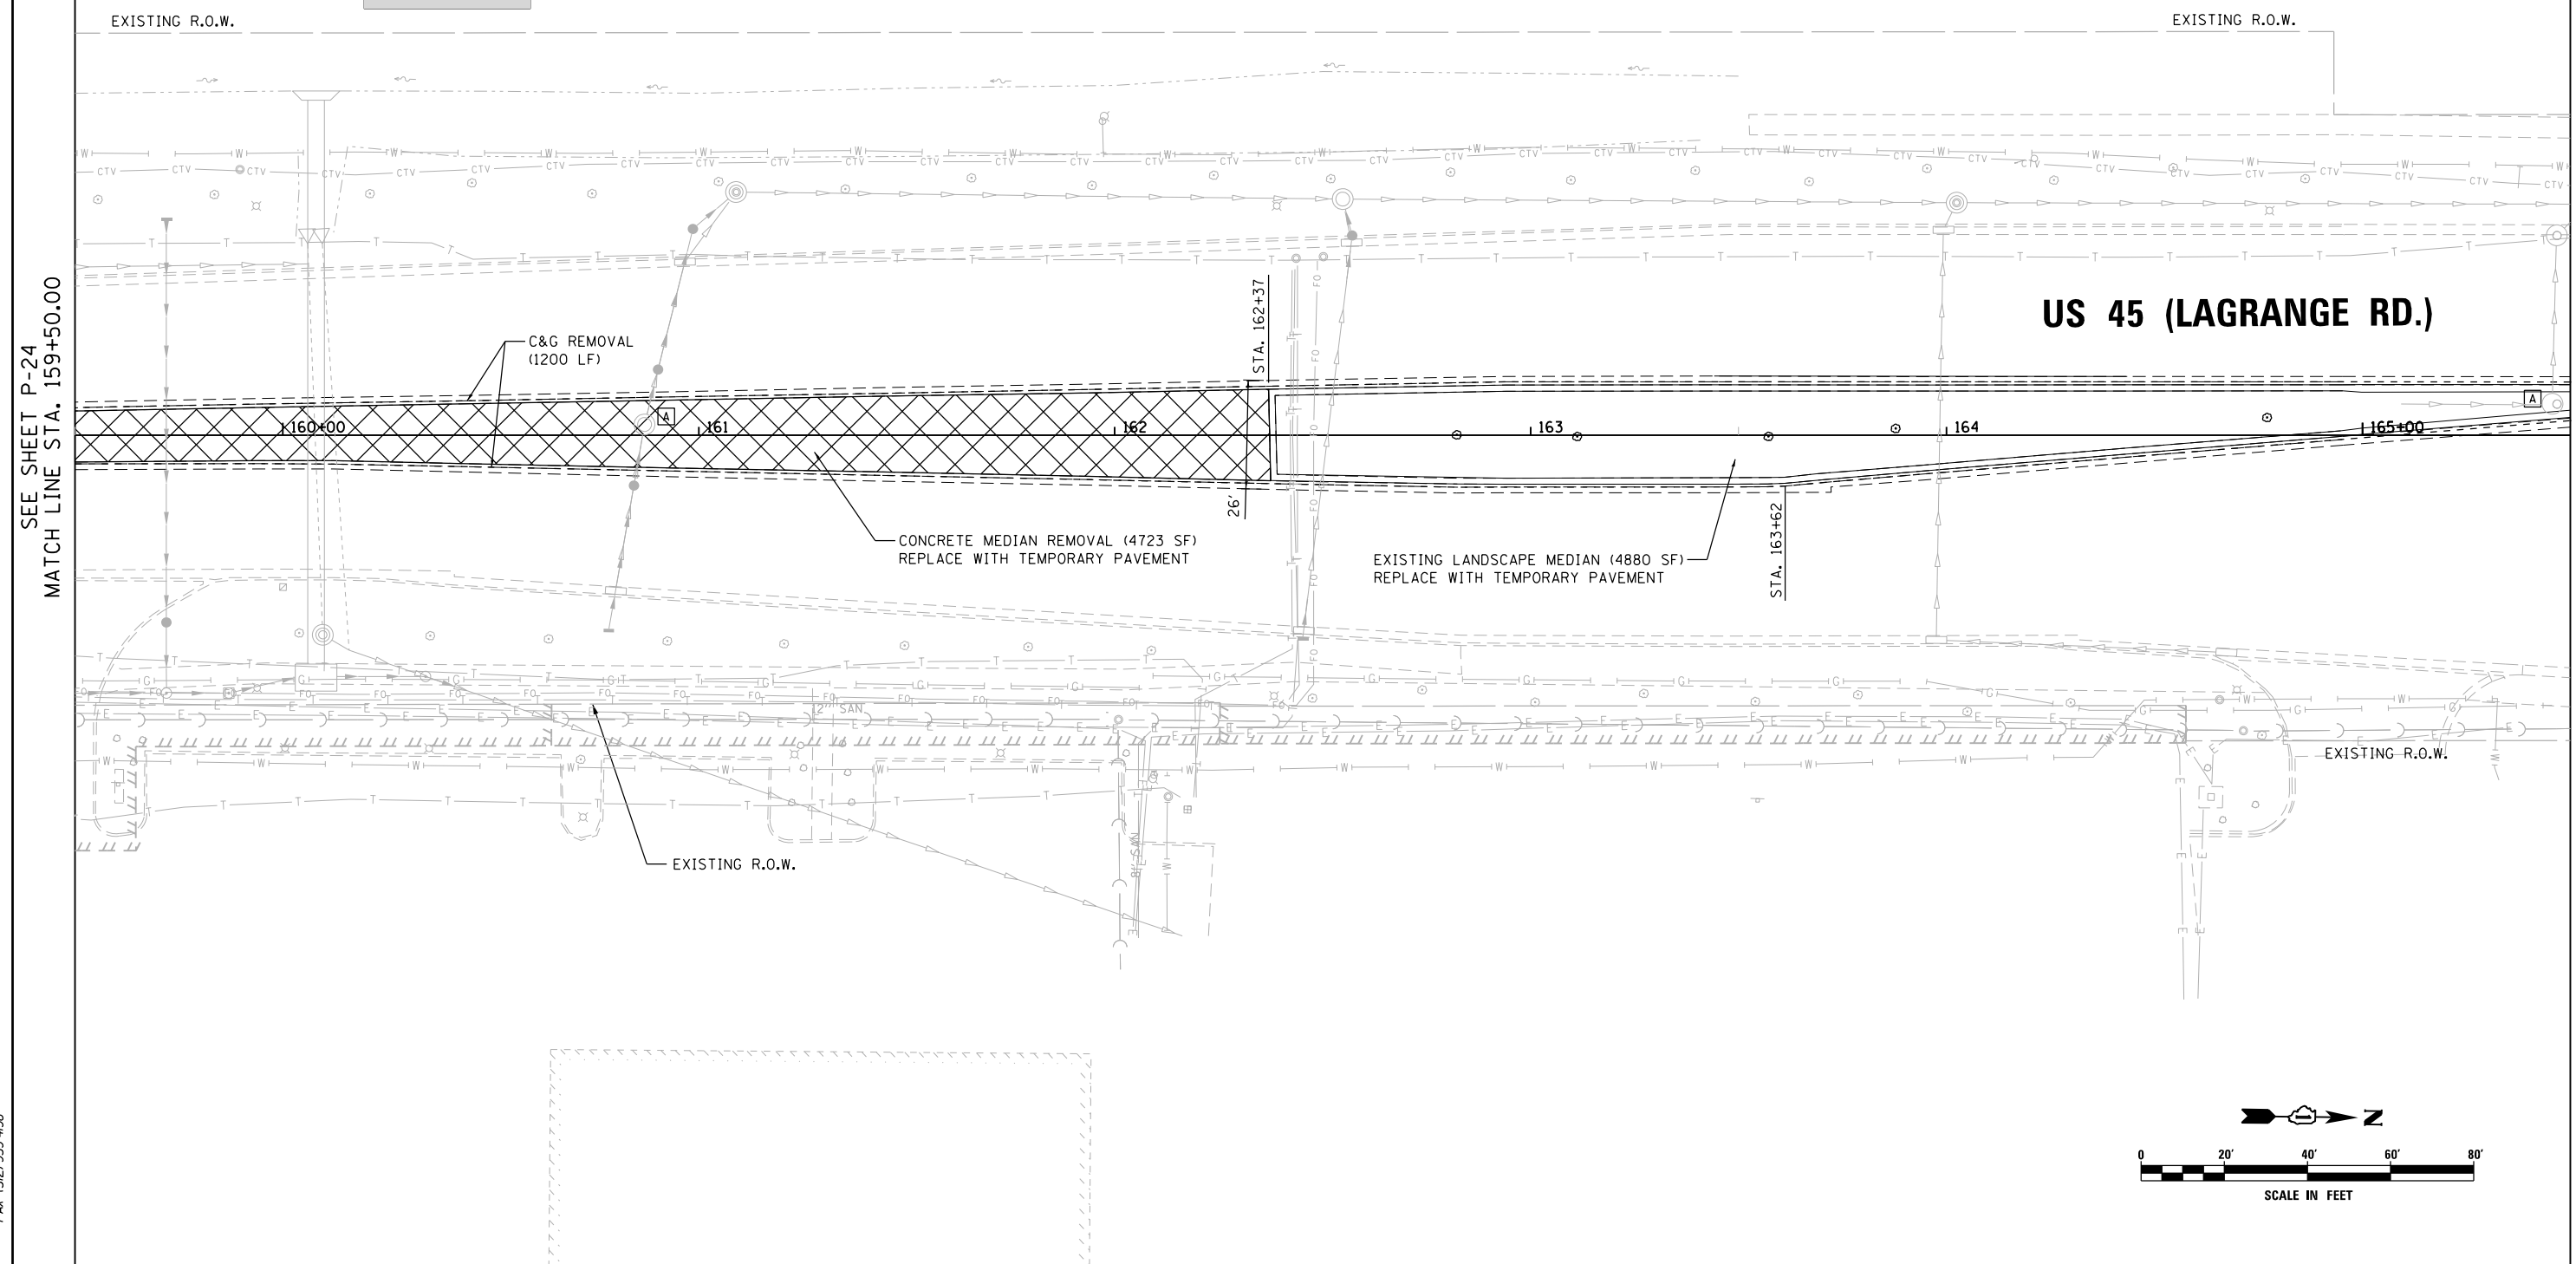 EXISTING R.O.W.
EXISTING R.O.W.
SEE SHEET P-24
MATCH LINE STA. 159+50.00
US 45 (LAGRANGE RD.)
STA. 162+37
C&G REMOVAL
(1200 LF)
A
A
160+00
161
162
163
164
165+00
26'
STA. 163+62
CONCRETE MEDIAN REMOVAL (4723 SF)
REPLACE WITH TEMPORARY PAVEMENT
EXISTING LANDSCAPE MEDIAN (4880 SF)
REPLACE WITH TEMPORARY PAVEMENT
12" SAN
8" SAN
EXISTING R.O.W.
EXISTING R.O.W.
N
0 20' 40' 60' 80'
SCALE IN FEET